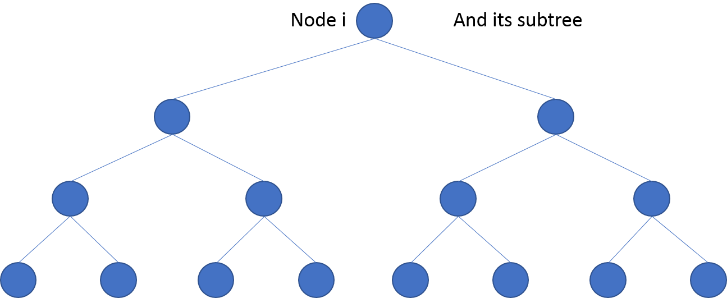 Node i And its subtree